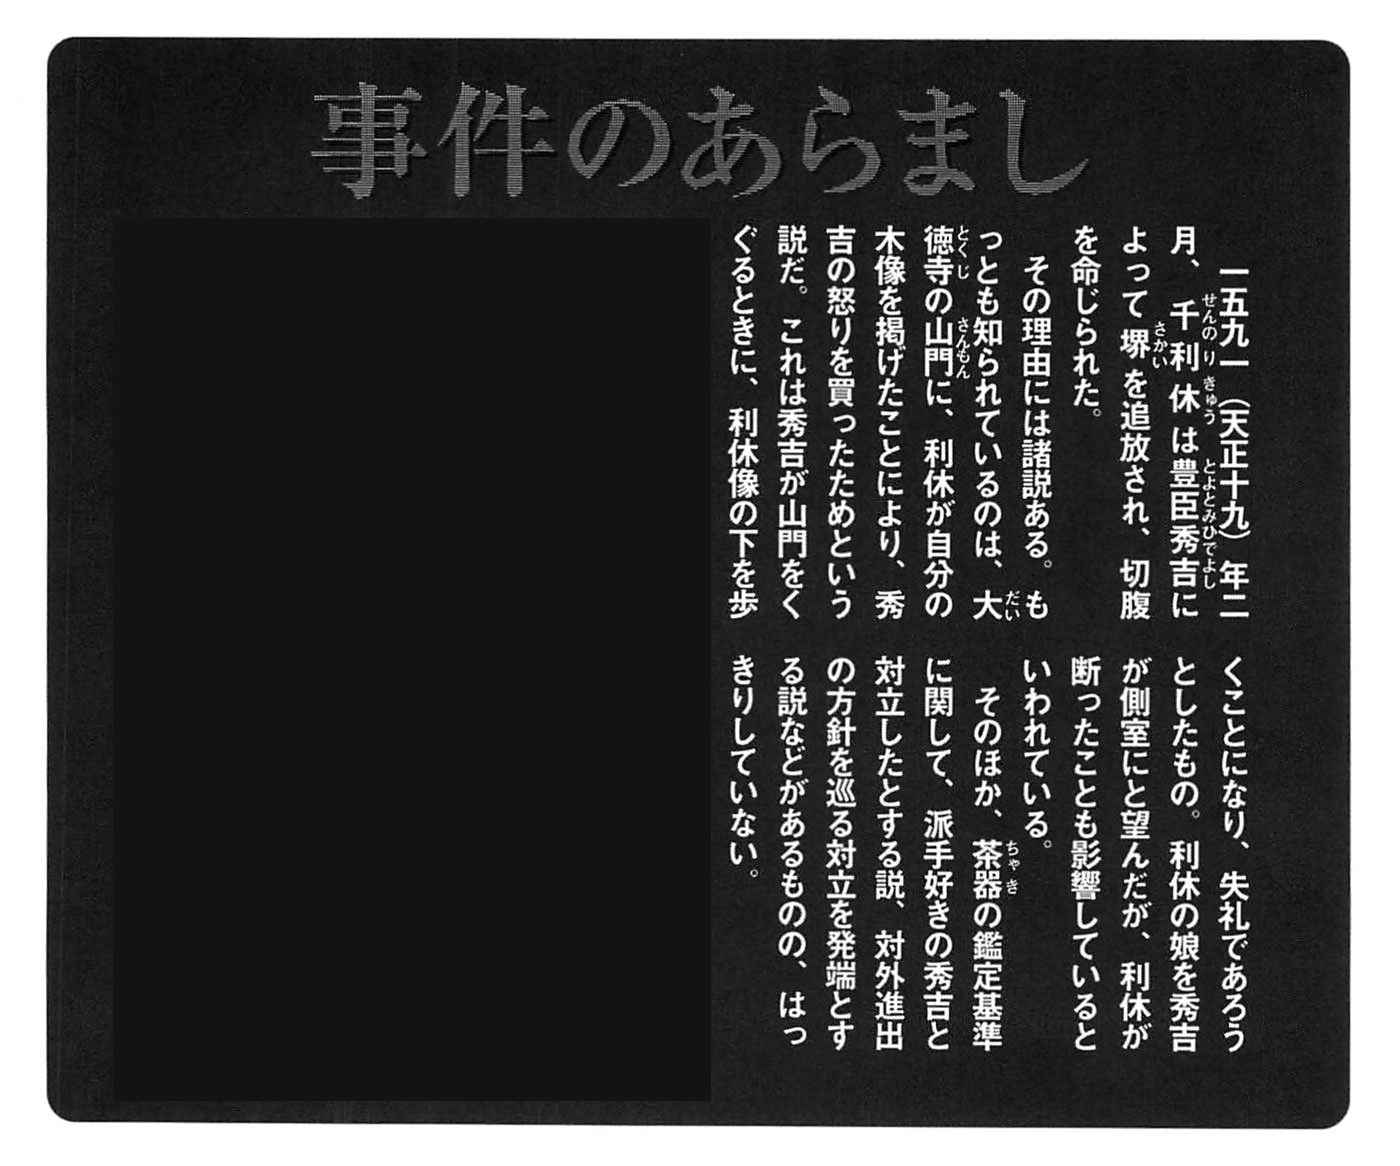 事件のあらまし
一五九一（天正十九）年二
月、千利休は豊臣秀吉に
よって堺を追放され、切腹
を命じられた。
その理由には諸説ある。も
っとも知られているのは、大
徳寺の山門に、利休が自分の
木像を掲げたことにより、秀
吉の怒りを買ったためという
説だ。これは秀吉が山門をく
ぐるときに、利休像の下を歩
くことになり、失礼であろう
としたもの。利休の娘を秀吉
が側室にと望んだが、利休が
断ったことも影響していると
いわれている。
そのほか、茶器の鑑定基準
に関して、派手好きの秀吉と
対立したとする説、対外進出
の方針を巡る対立を発端とす
る説などがあるものの、はっ
きりしていない。
せんのりきゅう
とよとみひでよし
さかい
だい
とくじ
さんもん
ちゃき